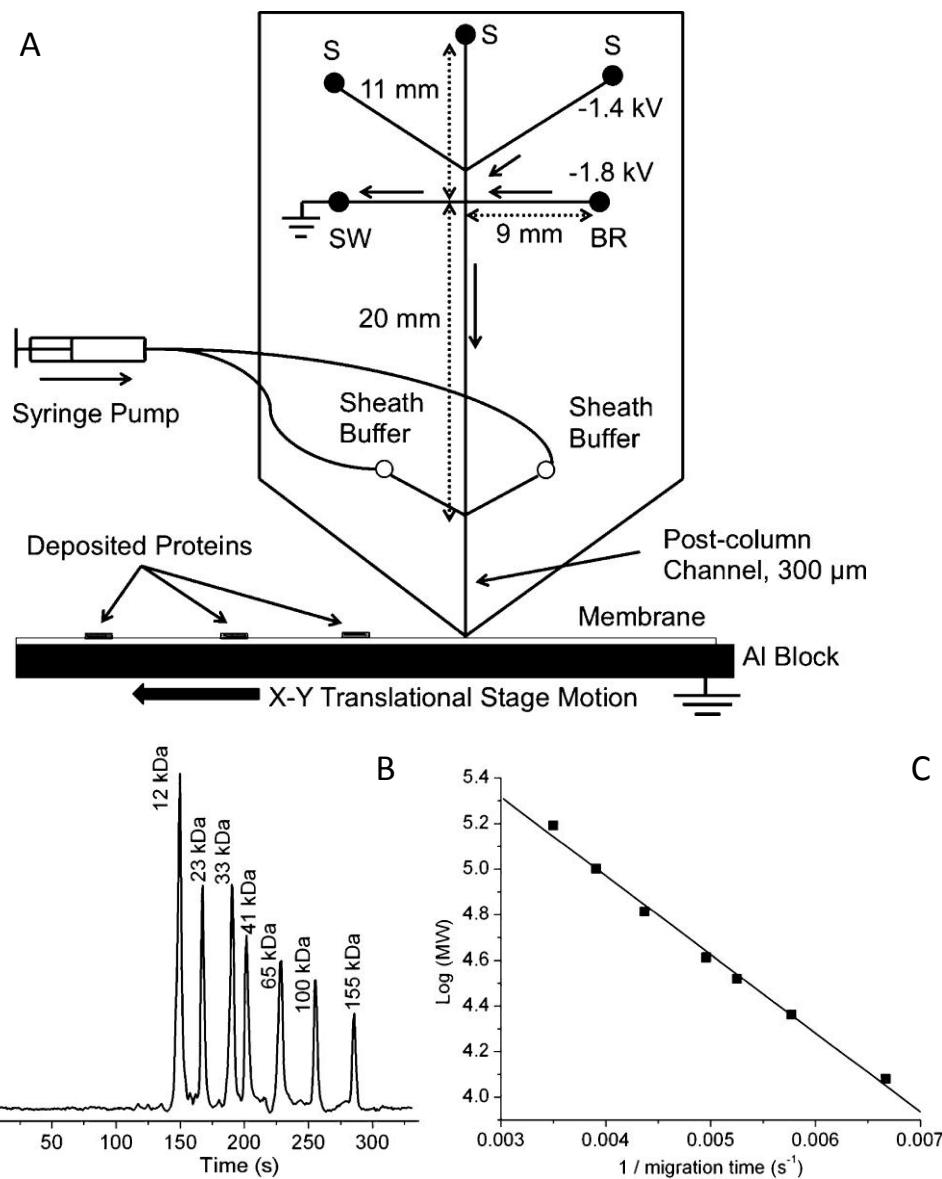 A
S
S
S
11 mm
-1.4 kV
-1.8 kV
SW
9 mm
BR
20 mm
Syringe Pump
Sheath
Buffer
Sheath
Buffer
Deposited Proteins
Post-column
Channel, 300 µm
Membrane
Al Block
X-Y Translational Stage Motion
B
12 kDa
23 kDa
33 kDa
41 kDa
65 kDa
100 kDa
155 kDa
50
100
150
200
250
300
Time (s)
C
5.4
5.2
5.0
4.8
4.6
4.4
4.2
4.0
Log (MW)
0.003
0.004
0.005
0.006
0.007
1 / migration time (s⁻¹)